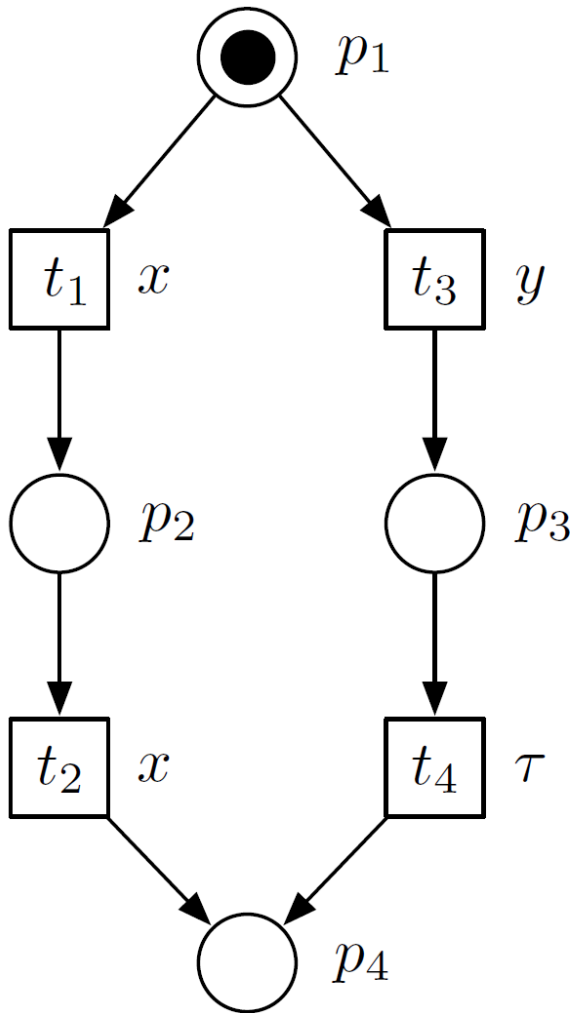 p₁
t₁ x t₃ y
p₂ p₃
t₂ x t₄ τ
p₄